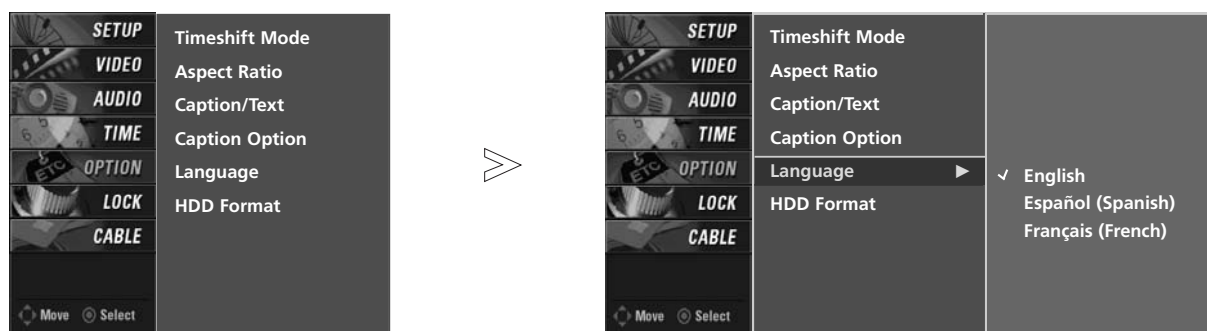 SETUP
VIDEO
AUDIO
TIME
OPTION
LOCK
CABLE
Move Select
Timeshift Mode
Aspect Ratio
Caption/Text
Caption Option
Language
HDD Format
SETUP
VIDEO
AUDIO
TIME
OPTION
LOCK
CABLE
Move Select
Timeshift Mode
Aspect Ratio
Caption/Text
Caption Option
Language ►
HDD Format
✓ English
Español (Spanish)
Français (French)